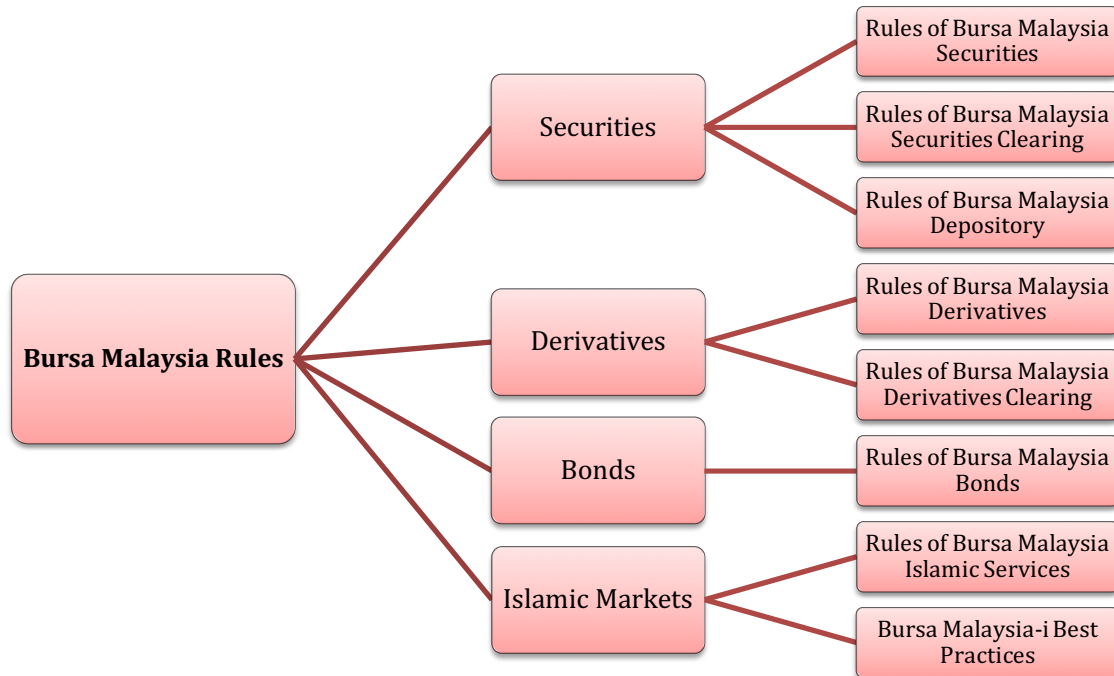 Bursa Malaysia Rules
Securities
Rules of Bursa Malaysia
Securities
Rules of Bursa Malaysia
Securities Clearing
Rules of Bursa Malaysia
Depository
Derivatives
Rules of Bursa Malaysia
Derivatives
Rules of Bursa Malaysia
Derivatives Clearing
Bonds
Rules of Bursa Malaysia
Bonds
Islamic Markets
Rules of Bursa Malaysia
Islamic Services
Bursa Malaysia-i Best
Practices